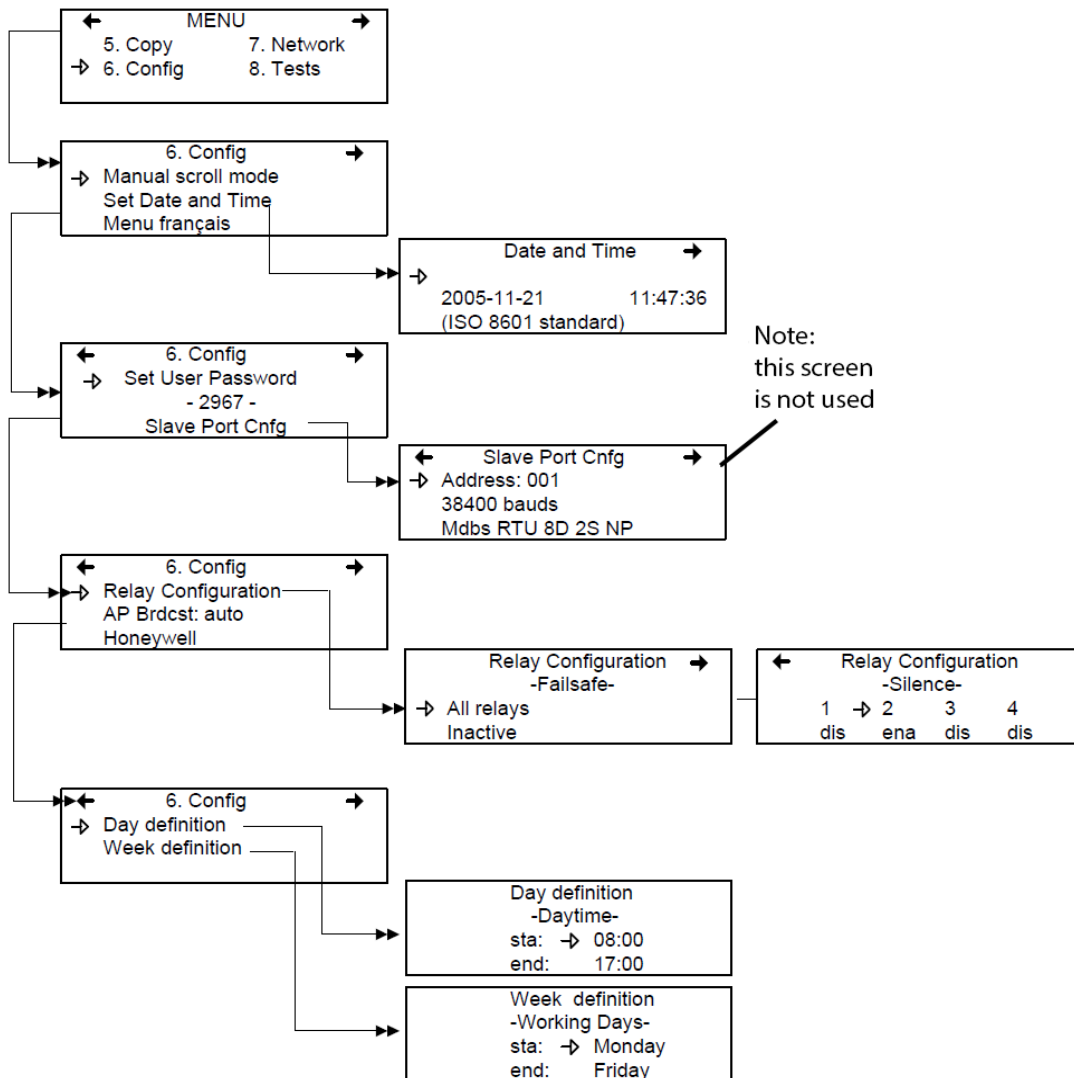 MENU
5. Copy 7. Network
6. Config 8. Tests
6. Config
Manual scroll mode
Set Date and Time
Menu français
Date and Time
2005-11-21 11:47:36
(ISO 8601 standard)
Note:
this screen
is not used
6. Config
Set User Password
- 2967 -
Slave Port Cnfg
Slave Port Cnfg
Address: 001
38400 bauds
Mdbs RTU 8D 2S NP
6. Config
Relay Configuration
AP Brdcst: auto
Honeywell
Relay Configuration
-Failsafe-
All relays
Inactive
Relay Configuration
-Silence-
1 2 3 4
dis ena dis dis
6. Config
Day definition
Week definition
Day definition
-Daytime-
sta: 08:00
end: 17:00
Week definition
-Working Days-
sta: Monday
end: Friday